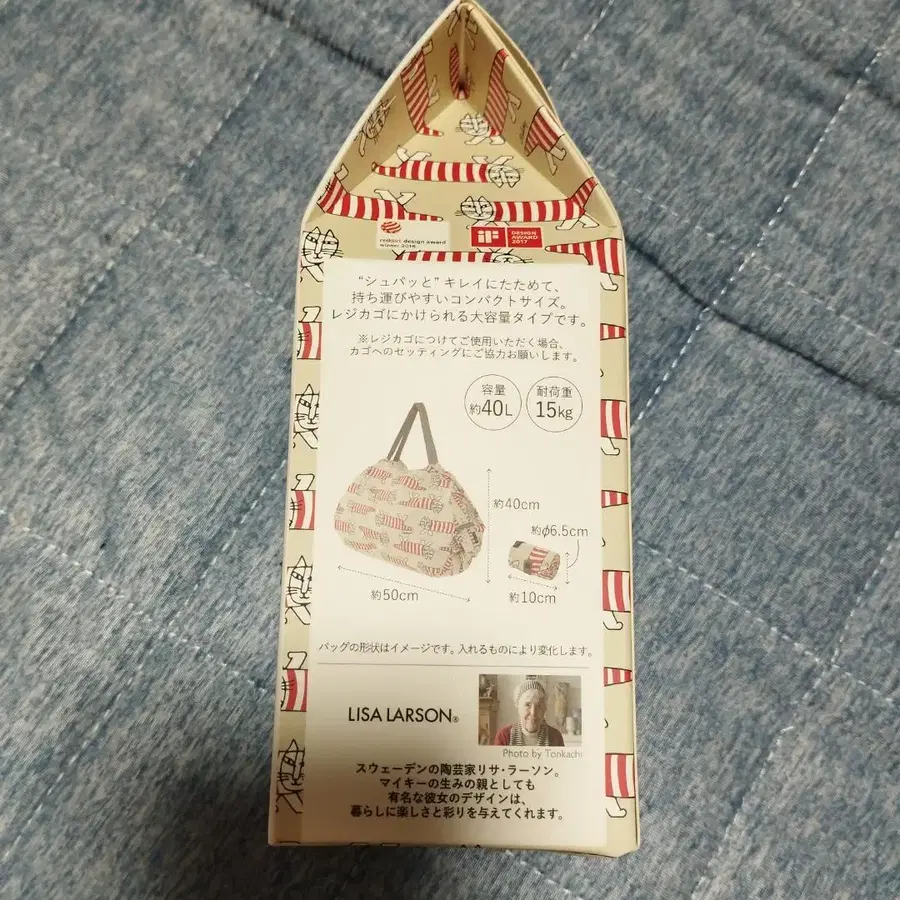 reddot design award
winner 2016
iF
DESIGN
AWARD
2017
“シュパッと”キレイにたためて、
持ち運びやすいコンパクトサイズ。
レジカゴにかけられる大容量タイプです。
※レジカゴにつけてご使用いただく場合、
カゴへのセッティングにご協力お願いします。
容量
約40L
耐荷重
15kg
約40cm
約φ6.5cm
約50cm
約10cm
バッグの形状はイメージです。入れるものにより変化します。
LISA LARSON®
Photo by Tonkachi
スウェーデンの陶芸家リサ・ラーソン。
マイキーの生みの親としても
有名な彼女のデザインは、
暮らしに楽しさと彩りを与えてくれます。